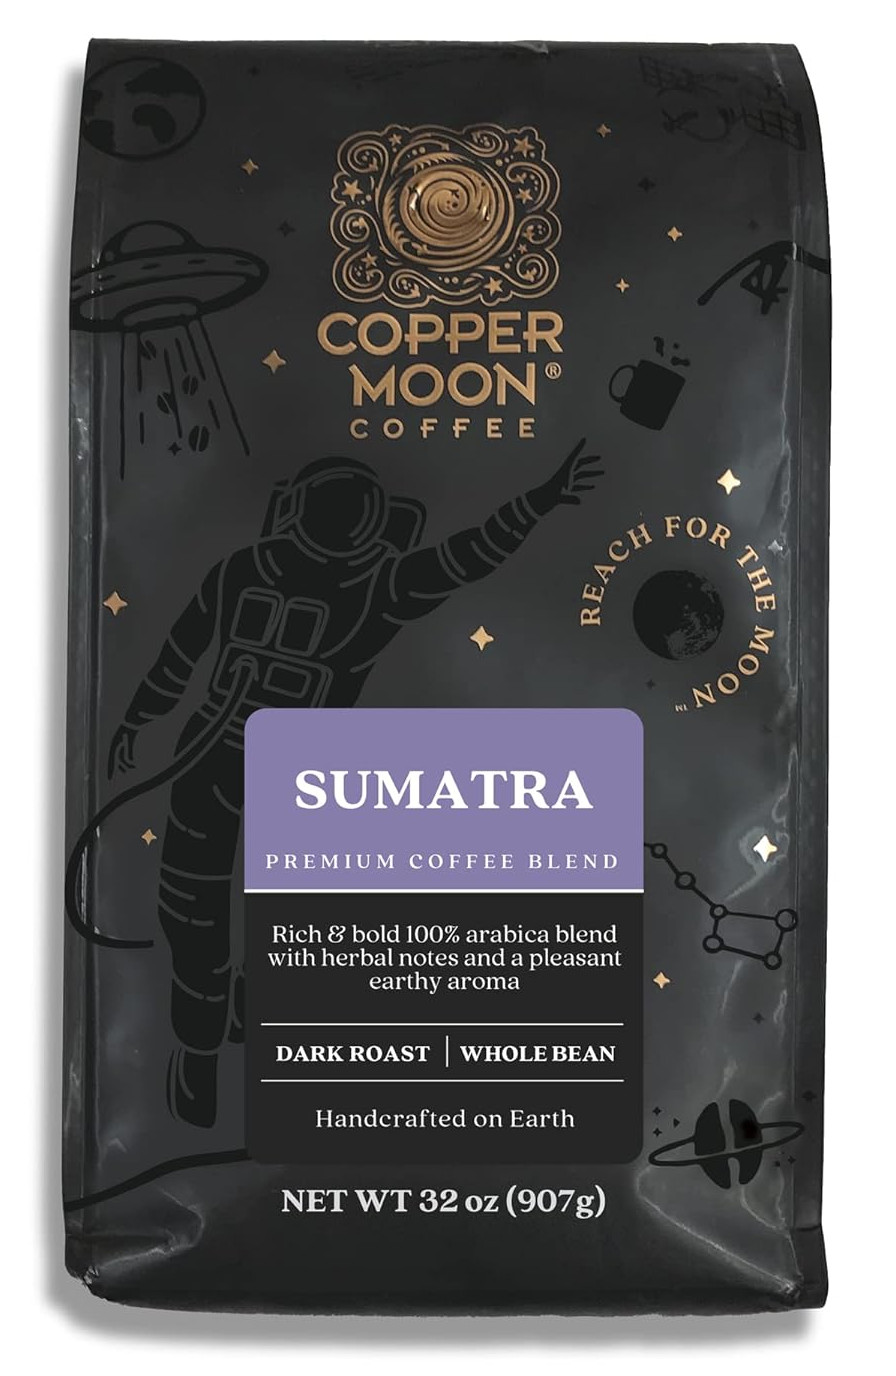 COPPER
MOON®
COFFEE
REACH FOR THE MOON™
SUMATRA
PREMIUM COFFEE BLEND
Rich & bold 100% arabica blend
with herbal notes and a pleasant
earthy aroma
DARK ROAST | WHOLE BEAN
Handcrafted on Earth
NET WT 32 oz (907g)